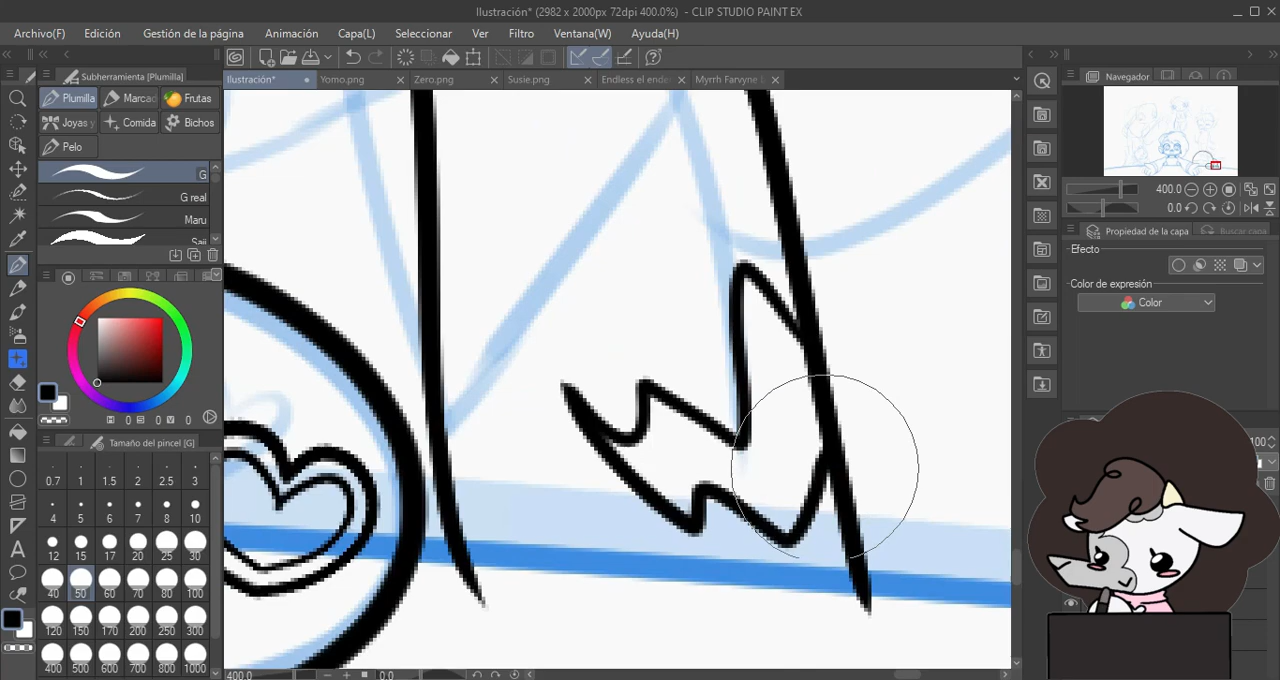 Ilustración* (2982 x 2000px 72dpi 400.0%) - CLIP STUDIO PAINT EX
Archivo(F) Edición Gestión de la página Animación Capa(L) Seleccionar Ver Filtro Ventana(W) Ayuda(H)
Subherramienta [Plumilla]
Ilustración* Yomo.png Zero.png Susie.png Endless el ende Myrrh Farvyne
Navegador
Plumilla Marcac Frutas
Joyas y Comida Bichos
Pelo
G
G real
Maru
400.0
0.0
Propiedad de la capa Buscar capa
Efecto
Color de expresión
Color
H 0 S 0 V 0
Tamaño del pincel [G]
0.7 1 1.5 2 2.5 3
4 5 6 7 8 10
12 15 17 20 25 30
40 50 60 70 80 100
120 150 170 200 250 300
400 500 600 700 800 1000
100
A
400.0 0.0